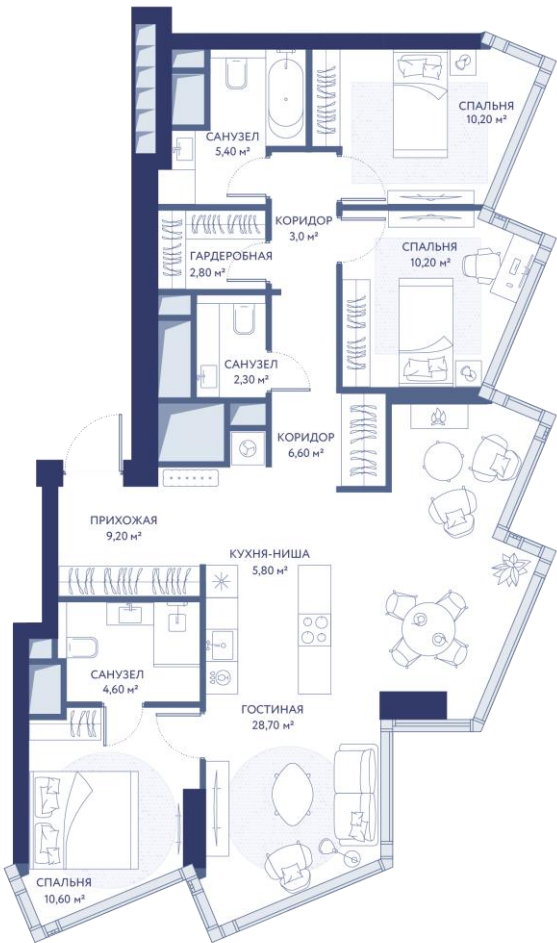 СПАЛЬНЯ
10,20 м²
САНУЗЕЛ
5,40 м²
КОРИДОР
3,0 м²
СПАЛЬНЯ
10,20 м²
ГАРДЕРОБНАЯ
2,80 м²
САНУЗЕЛ
2,30 м²
КОРИДОР
6,60 м²
ПРИХОЖАЯ
9,20 м²
КУХНЯ-НИША
5,80 м²
САНУЗЕЛ
4,60 м²
ГОСТИНАЯ
28,70 м²
СПАЛЬНЯ
10,60 м²